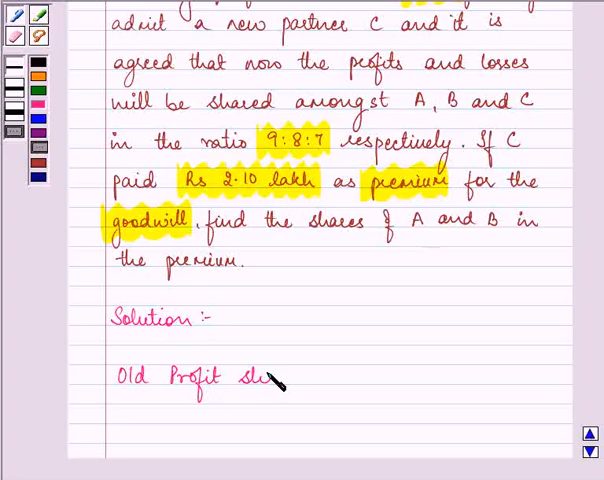 admit a new partner C and it is
agreed that now the profits and losses
will be shared amongst A, B and C
in the ratio 9:8:7 respectively. If C
paid Rs 2.10 lakh as premium for the
goodwill, find the shares of A and B in
the premium.
Solution :-
Old Profit sh